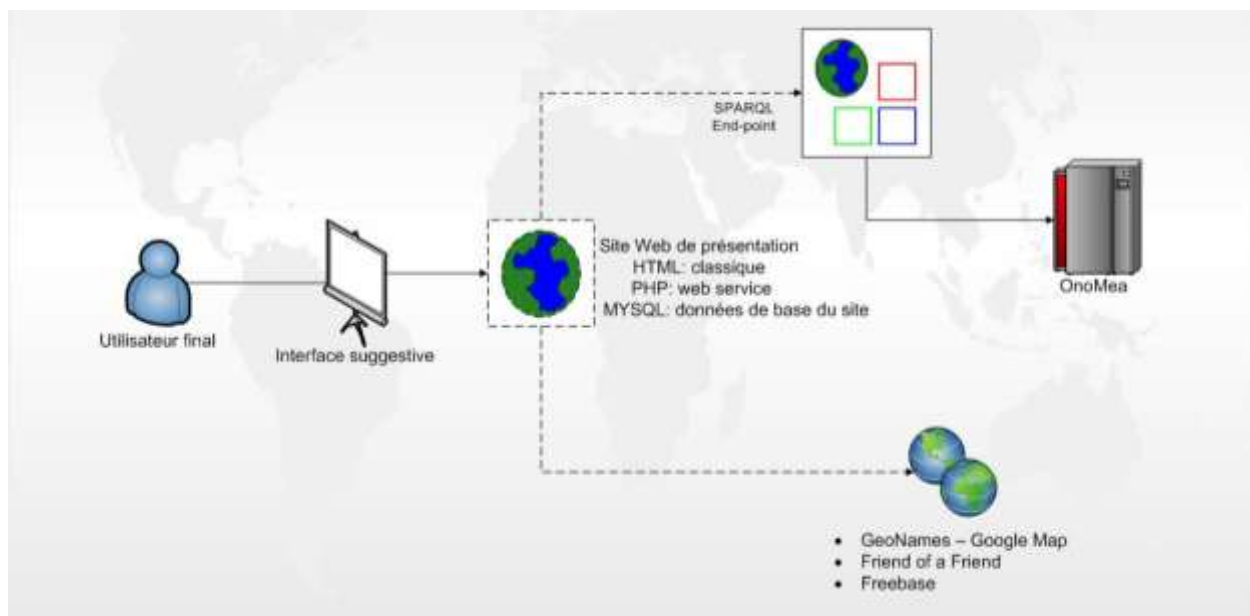 SPARQL
End-point
Site Web de présentation
HTML: classique
PHP: web service
MYSQL: données de base du site
OnoMea
Utilisateur final
Interface suggestive
• GeoNames – Google Map
• Friend of a Friend
• Freebase